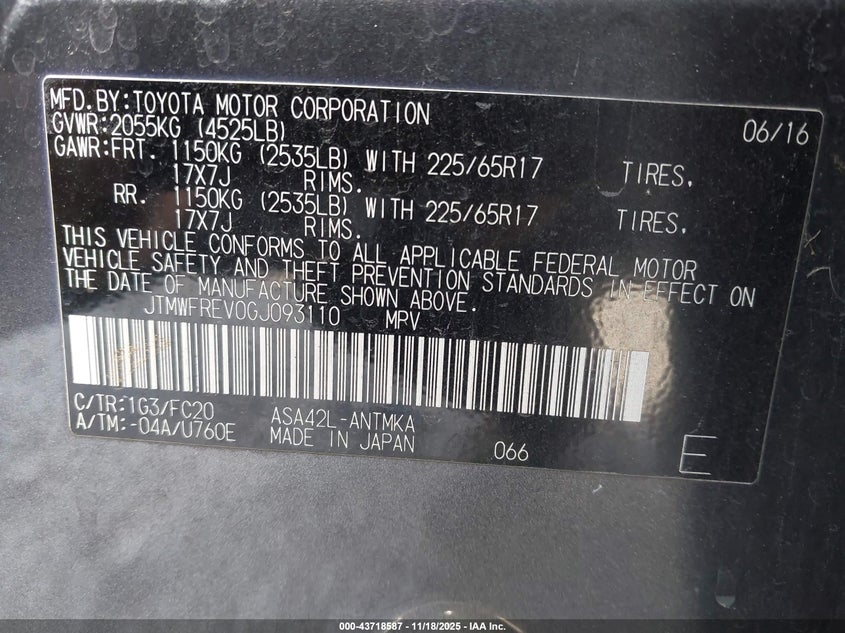 MFD.BY:TOYOTA MOTOR CORPORATION 06/16
GVWR:2055KG (4525LB)
GAWR:FRT. 1150KG (2535LB) WITH 225/65R17 TIRES,
17X7J RIMS.
RR. 1150KG (2535LB) WITH 225/65R17 TIRES,
17X7J RIMS.
THIS VEHICLE CONFORMS TO ALL APPLICABLE FEDERAL MOTOR
VEHICLE SAFETY AND THEFT PREVENTION STANDARDS IN EFFECT ON
THE DATE OF MANUFACTURE SHOWN ABOVE.
JTMWFREV0GJ093110 MPV
C/TR:1G3/FC20 ASA42L-ANTMKA
A/TM:-04A/U760E MADE IN JAPAN 066 E
000-43718587 - 11/18/2025 - IAA Inc.